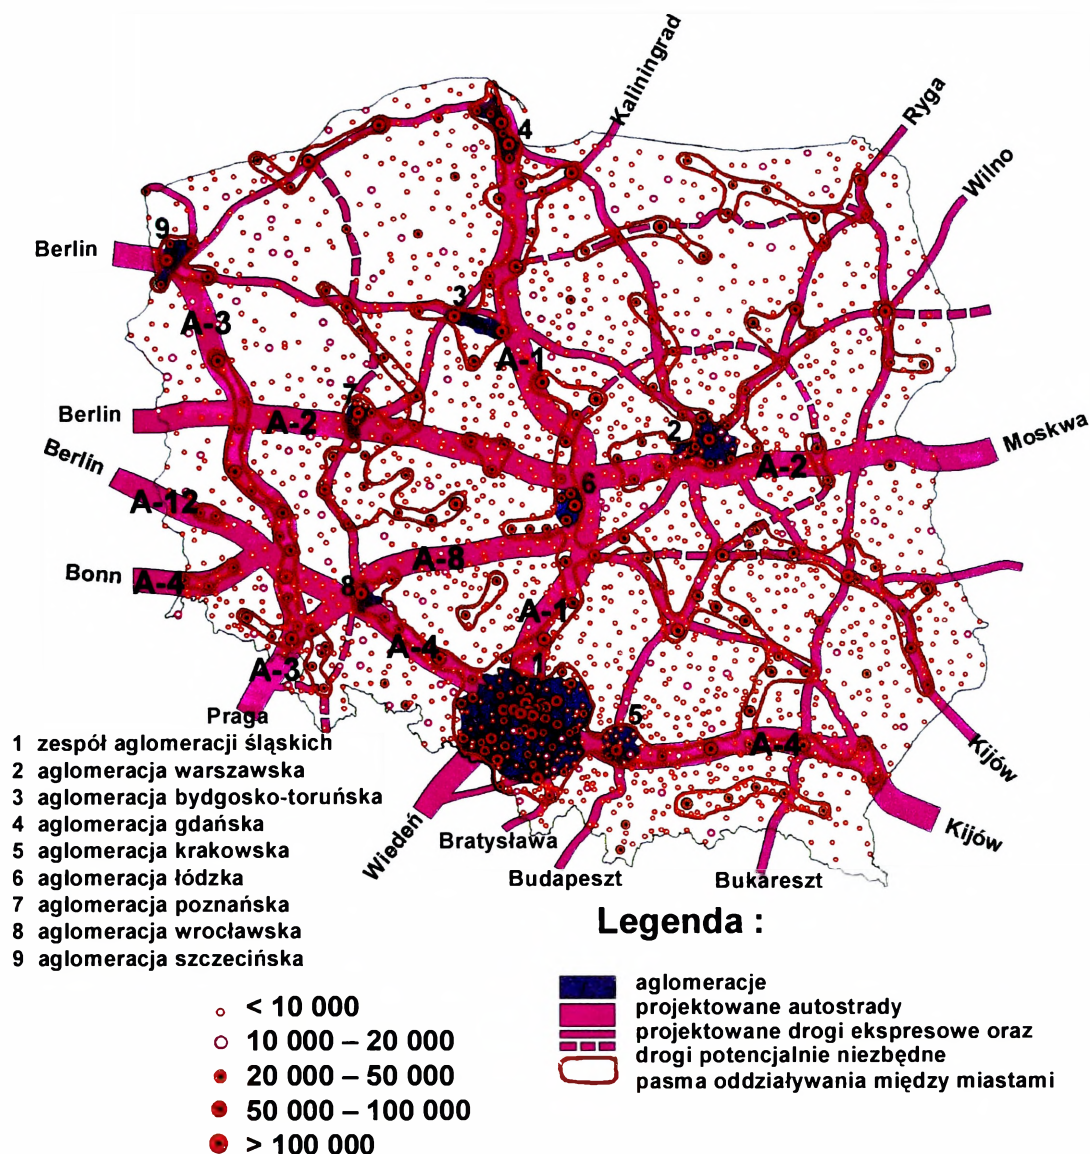 Kaliningrad
Ryga
Wilno
4
9
Berlin
3
A-3
A-1
7
Berlin
A-2
2
Moskwa
Berlin
A-2
6
A-12
A-8
Bonn
A-4
8
A-1
A-4
1
A-3
5
Praga
A-4
Kijów
Kijów
Wiedeń
Bratysława
Budapeszt
Bukareszt
1 zespół aglomeracji śląskich
2 aglomeracja warszawska
3 aglomeracja bydgosko-toruńska
4 aglomeracja gdańska
5 aglomeracja krakowska
6 aglomeracja łódzka
7 aglomeracja poznańska
8 aglomeracja wrocławska
9 aglomeracja szczecińska
Legenda :
< 10 000
10 000 – 20 000
20 000 – 50 000
50 000 – 100 000
> 100 000
aglomeracje
projektowane autostrady
projektowane drogi ekspresowe oraz
drogi potencjalnie niezbędne
pasma oddziaływania między miastami